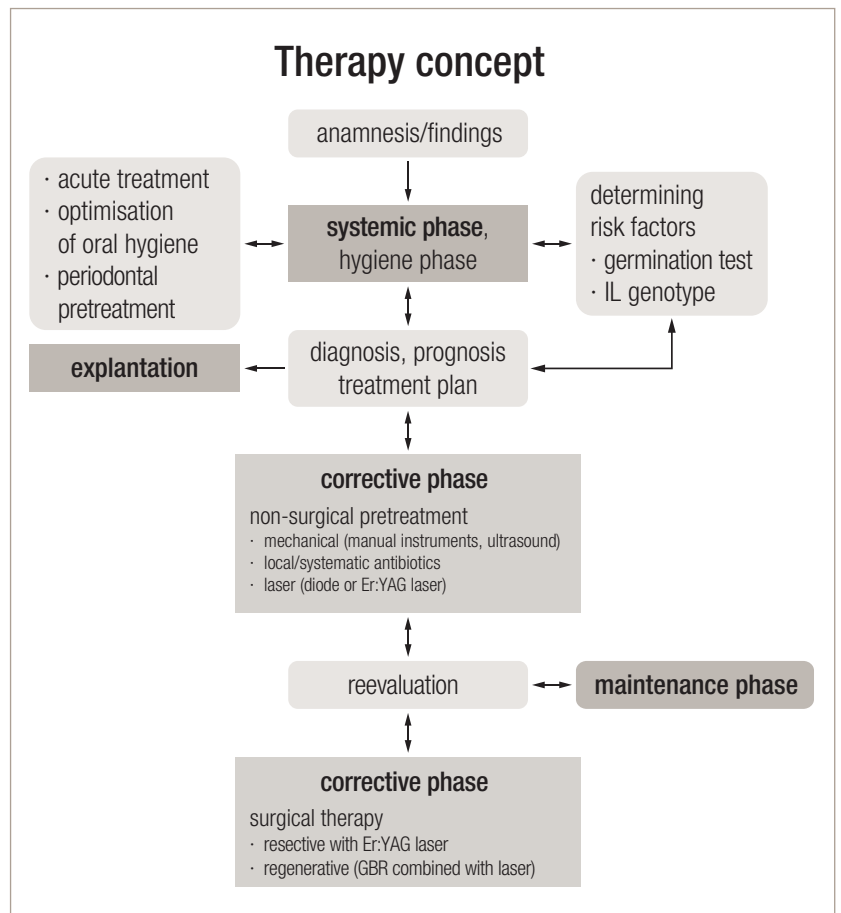 Therapy concept
anamnesis/findings
· acute treatment
· optimisation
of oral hygiene
· periodontal
pretreatment
systemic phase,
hygiene phase
determining
risk factors
· germination test
· IL genotype
explantation
diagnosis, prognosis
treatment plan
corrective phase
non-surgical pretreatment
· mechanical (manual instruments, ultrasound)
· local/systematic antibiotics
· laser (diode or Er:YAG laser)
reevaluation
maintenance phase
corrective phase
surgical therapy
· resective with Er:YAG laser
· regenerative (GBR combined with laser)